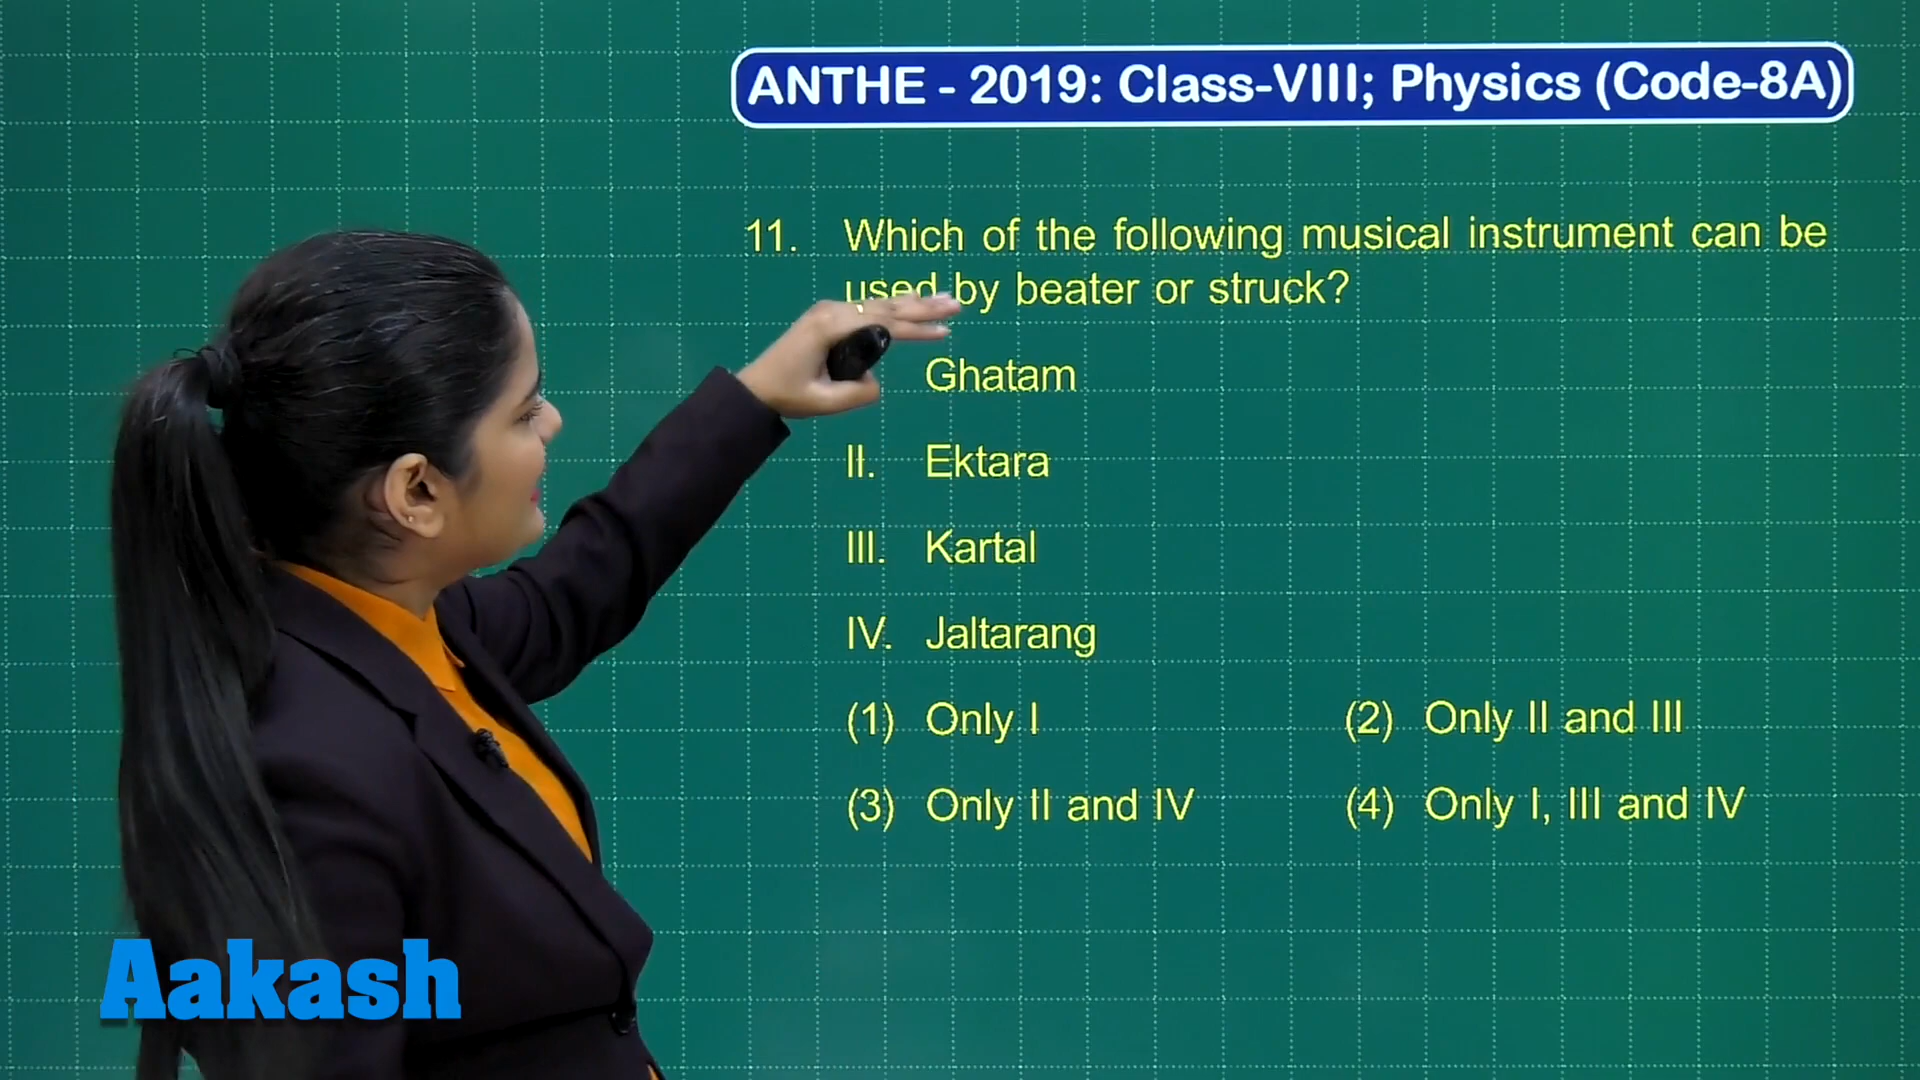 ANTHE - 2019: Class-VIII; Physics (Code-8A)
11. Which of the following musical instrument can be
used by beater or struck?
Ghatam
II. Ektara
III. Kartal
IV. Jaltarang
(1) Only I (2) Only II and III
(3) Only II and IV (4) Only I, III and IV
Aakash